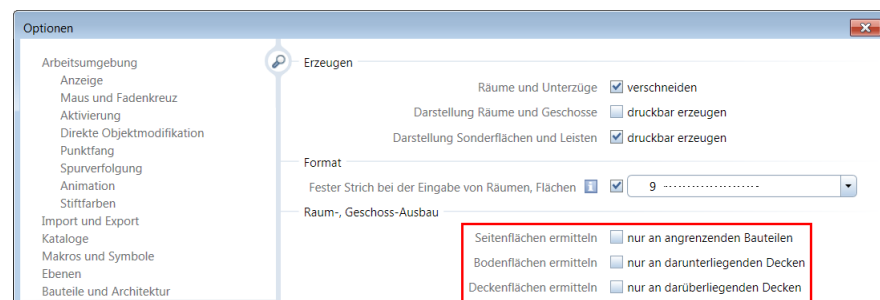 Optionen
Arbeitsumgebung
Anzeige
Maus und Fadenkreuz
Aktivierung
Direkte Objektmodifikation
Punktfang
Spurverfolgung
Animation
Stiftfarben
Import und Export
Kataloge
Makros und Symbole
Ebenen
Bauteile und Architektur
Erzeugen
Räume und Unterzüge verschneiden
Darstellung Räume und Geschosse druckbar erzeugen
Darstellung Sonderflächen und Leisten druckbar erzeugen
Format
Fester Strich bei der Eingabe von Räumen, Flächen 9
Raum-, Geschoss-Ausbau
Seitenflächen ermitteln nur an angrenzenden Bauteilen
Bodenflächen ermitteln nur an darunterliegenden Decken
Deckenflächen ermitteln nur an darüberliegenden Decken